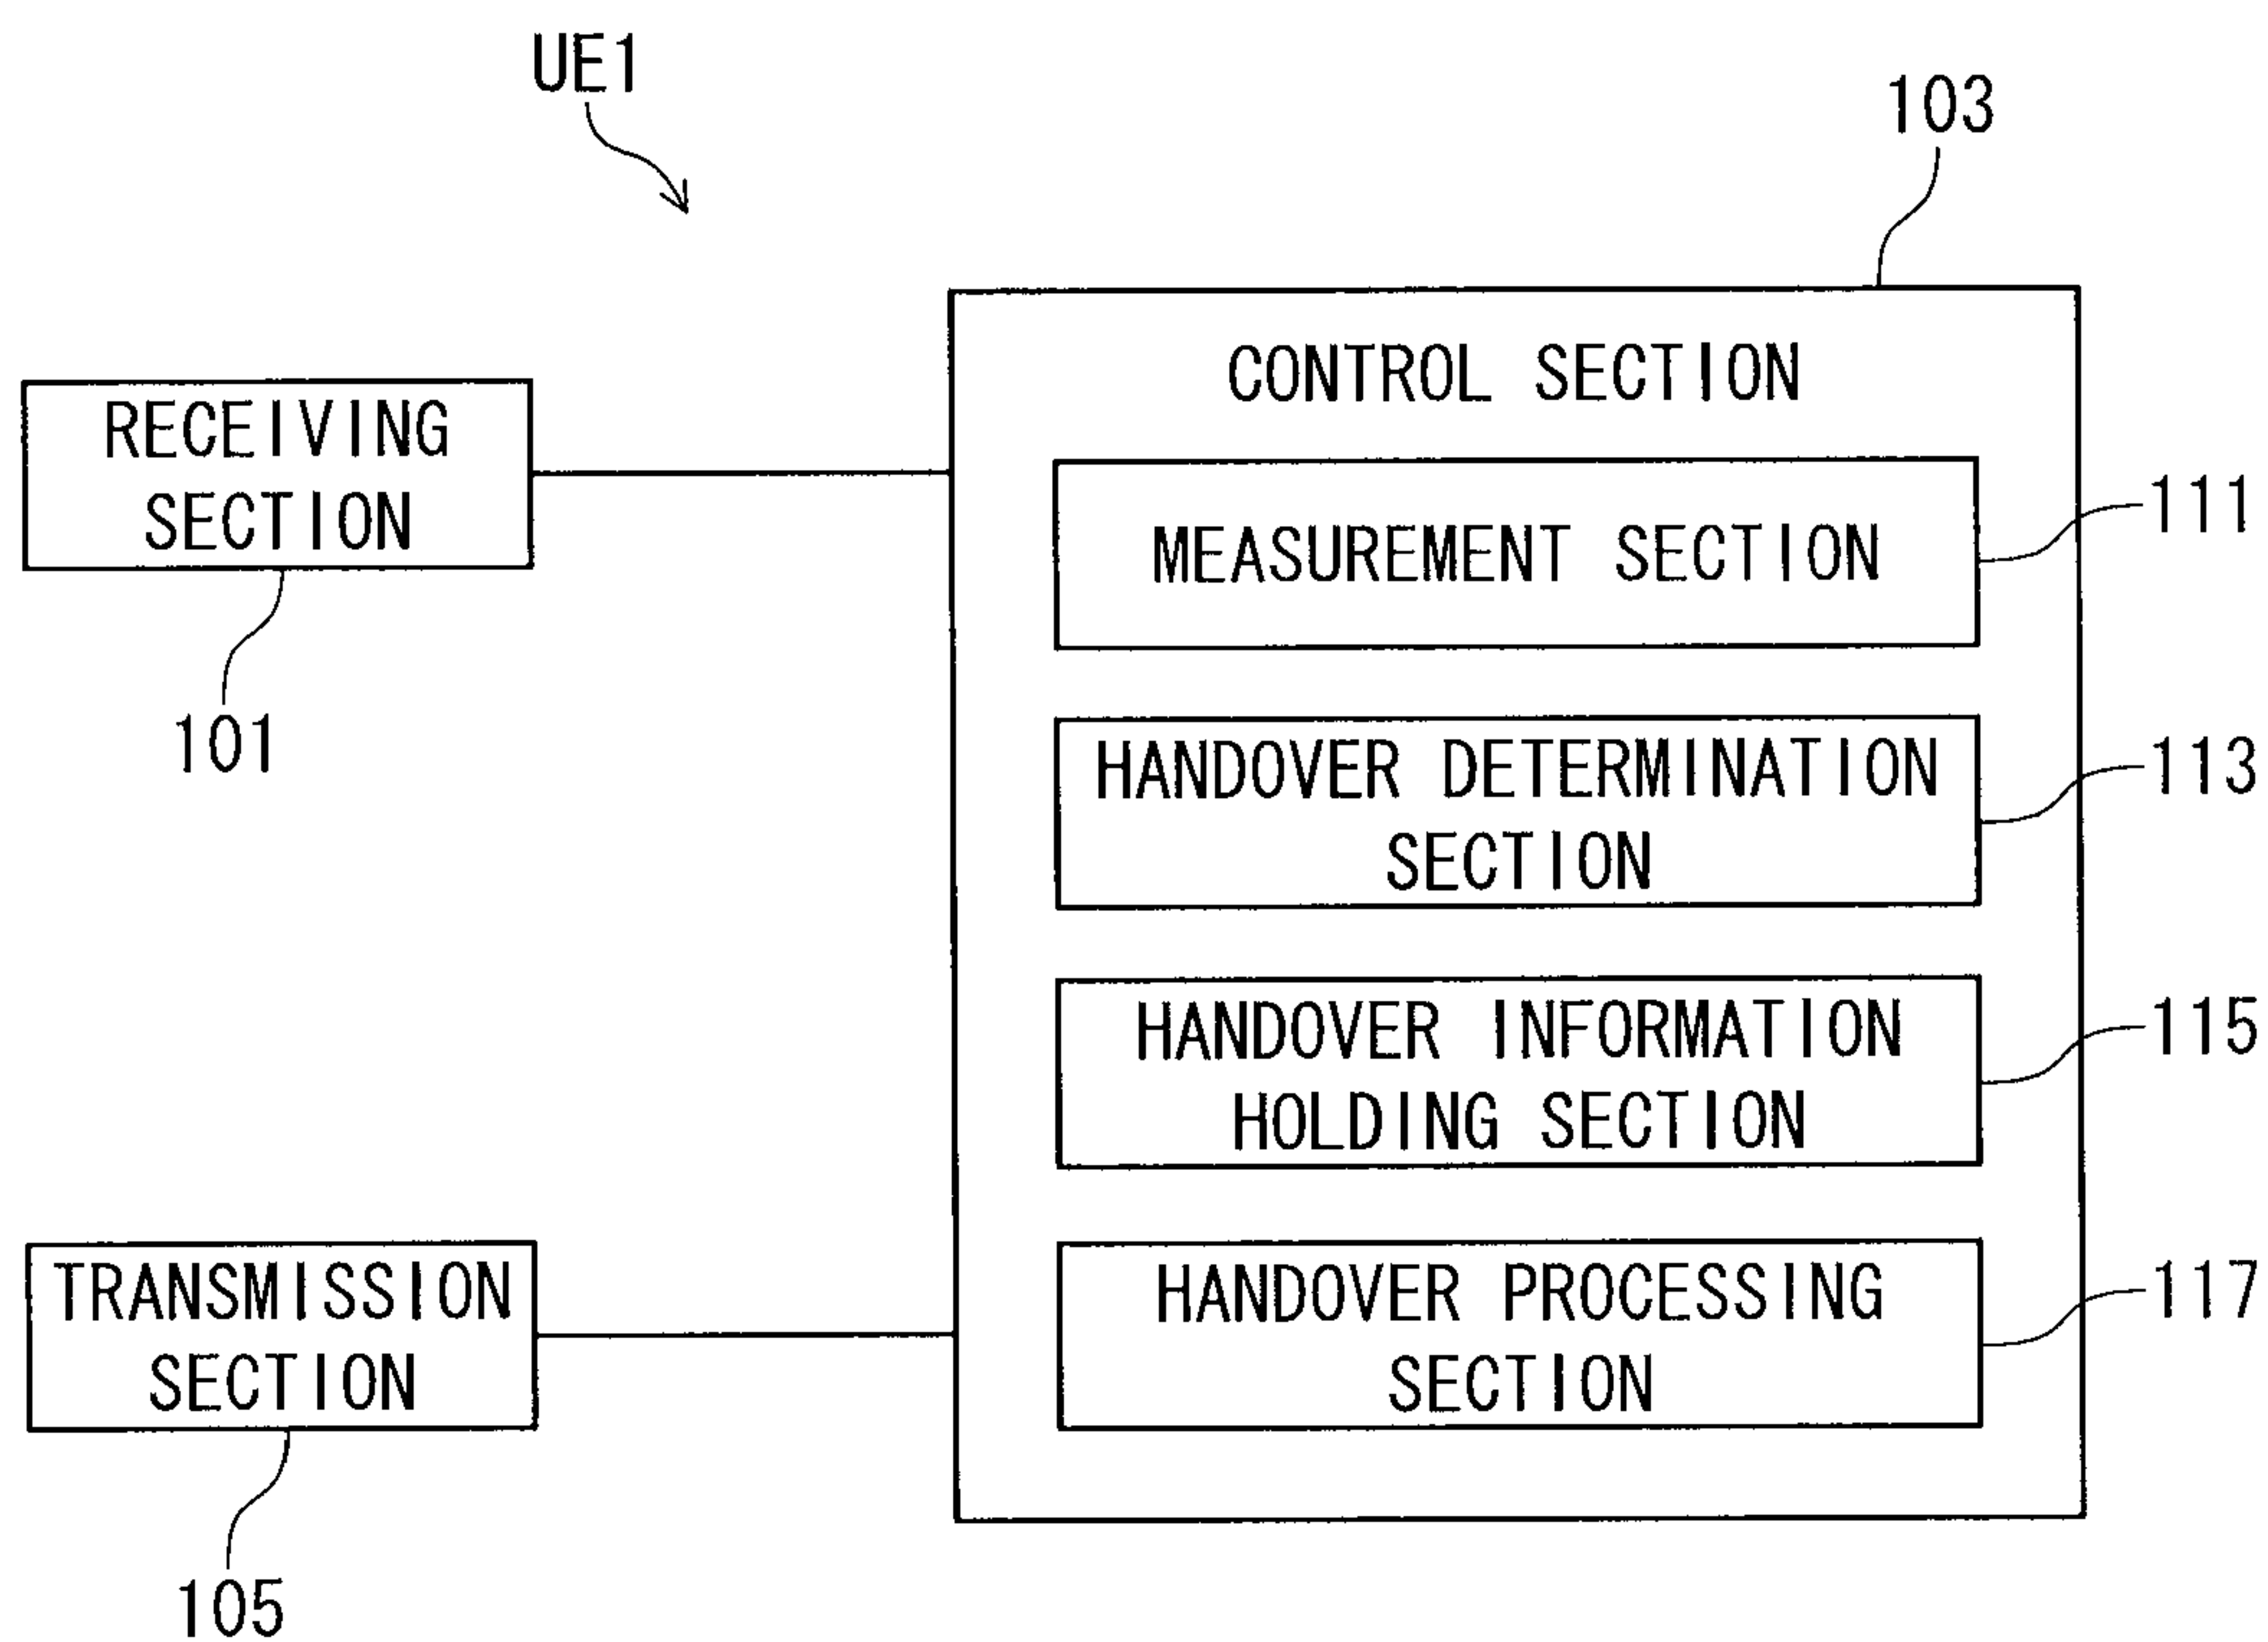 UE1
103
CONTROL SECTION
RECEIVING
SECTION
101
MEASUREMENT SECTION
111
HANDOVER DETERMINATION
SECTION
113
HANDOVER INFORMATION
HOLDING SECTION
115
TRANSMISSION
SECTION
105
HANDOVER PROCESSING
SECTION
117